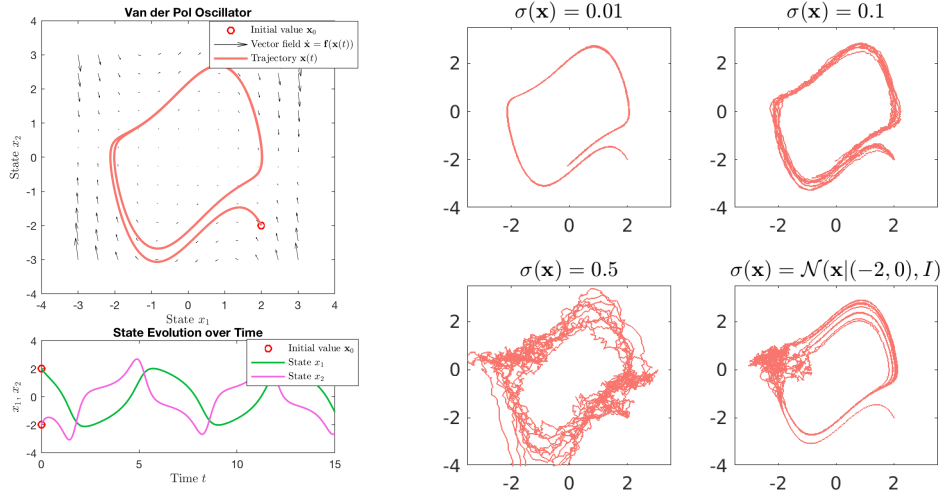 Van der Pol Oscillator
Initial value x₀
Vector field ẋ = f(x(t))
Trajectory x(t)
State x₂
4
3
2
1
0
-1
-2
-3
-4
-4 -3 -2 -1 0 1 2 3 4
State x₁
State Evolution over Time
Initial value x₀
State x₁
State x₂
x₁, x₂
4
2
0
-2
-4
0 5 10 15
Time t
σ(x) = 0.01
2
0
-2
-4
-2 0 2
σ(x) = 0.1
2
0
-2
-4
-2 0 2
σ(x) = 0.5
2
0
-2
-4
-2 0 2
σ(x) = 𝒩(x|(−2, 0), I)
2
0
-2
-4
-2 0 2